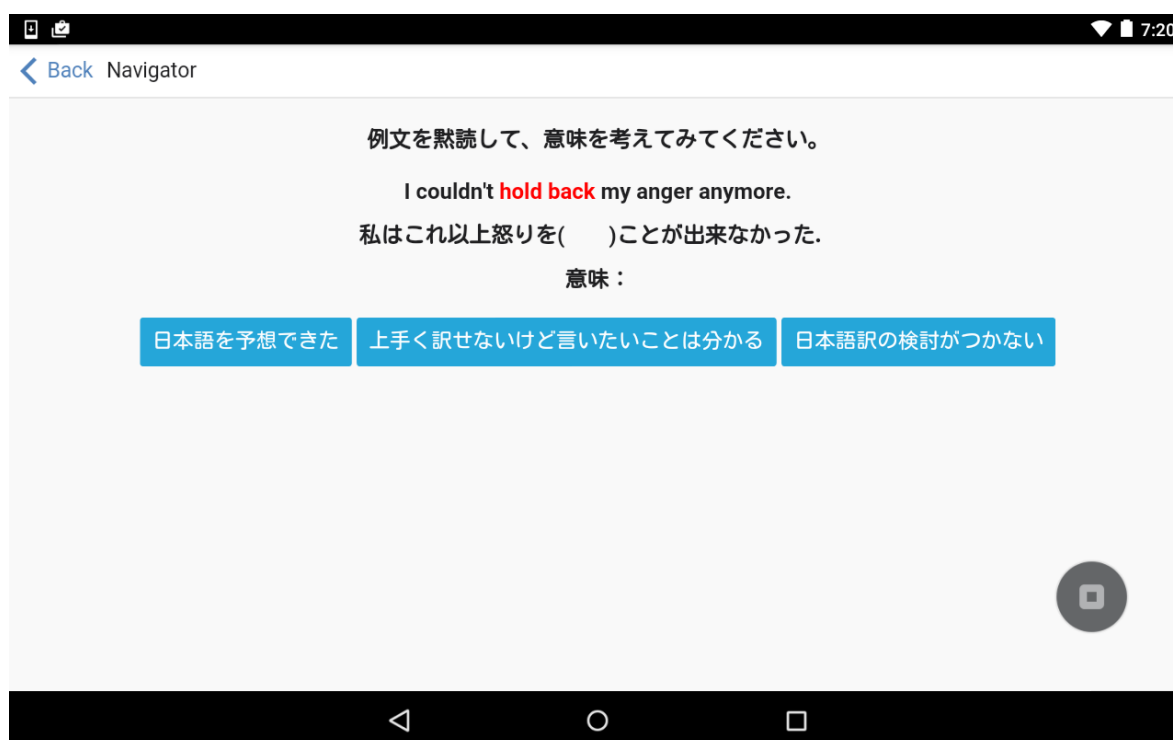 7:20
Back Navigator
例文を黙読して、意味を考えてみてください。
I couldn't hold back my anger anymore.
私はこれ以上怒りを(　　)ことが出来なかった.
意味：
日本語を予想できた 上手く訳せないけど言いたいことは分かる 日本語訳の検討がつかない